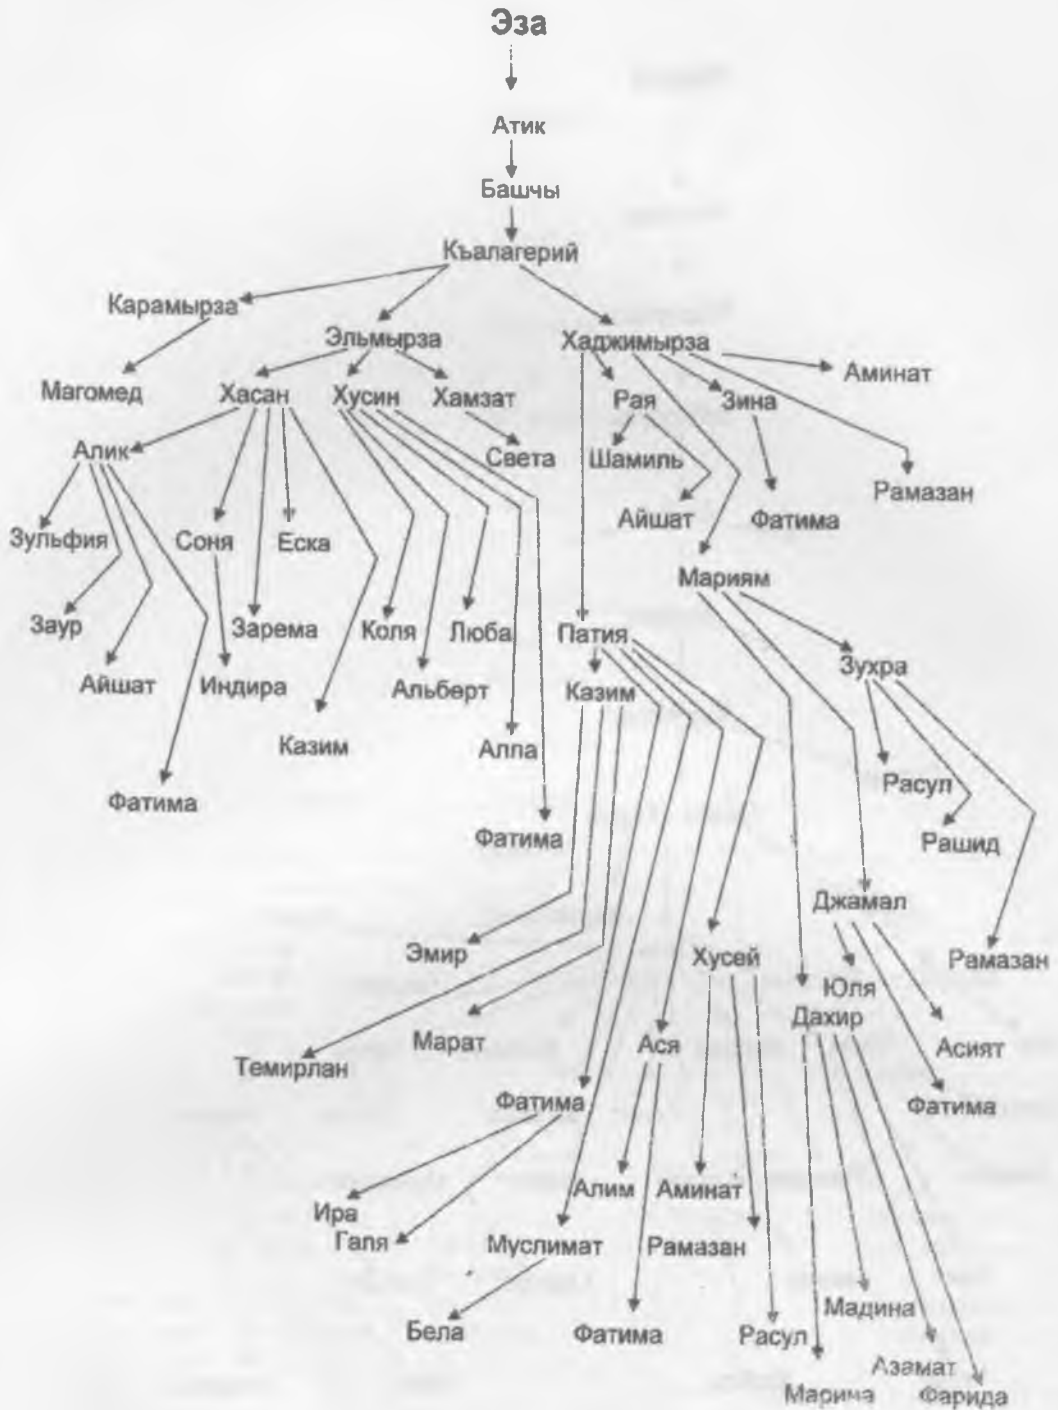 Эза
Атик
Башчы
Къалагерий
Карамырза
Эльмырза
Хаджимырза
Магомед
Хасан
Хусин
Хамзат
Рая
Зина
Аминат
Алик
Света
Шамиль
Рамазан
Зульфия
Соня
Еска
Айшат
Фатима
Мариям
Заур
Зарема
Коля
Люба
Патия
Зухра
Айшат
Индира
Альберт
Казим
Казим
Алла
Расул
Фатима
Фатима
Рашид
Джамал
Эмир
Хусей
Рамазан
Юля
Дахир
Марат
Ася
Асият
Темирлан
Фатима
Фатима
Алим
Аминат
Ира
Галя
Муслимат
Рамазан
Мадина
Бела
Фатима
Расул
Азамат
Фарида